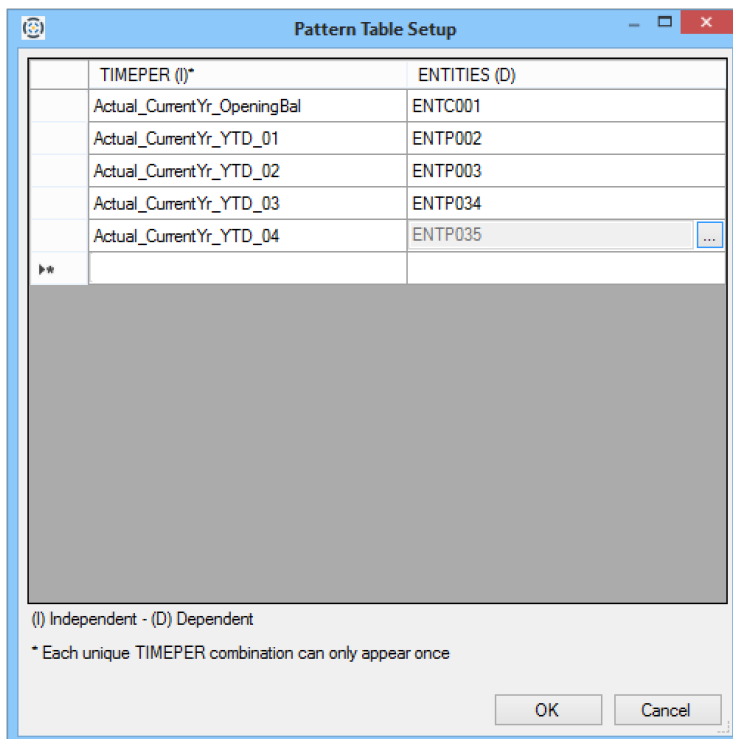 Pattern Table Setup
TIMEPER (I)* ENTITIES (D)
Actual_CurrentYr_OpeningBal ENTC001
Actual_CurrentYr_YTD_01 ENTP002
Actual_CurrentYr_YTD_02 ENTP003
Actual_CurrentYr_YTD_03 ENTP034
Actual_CurrentYr_YTD_04 ENTP035 ...
(I) Independent - (D) Dependent
* Each unique TIMEPER combination can only appear once
OK Cancel